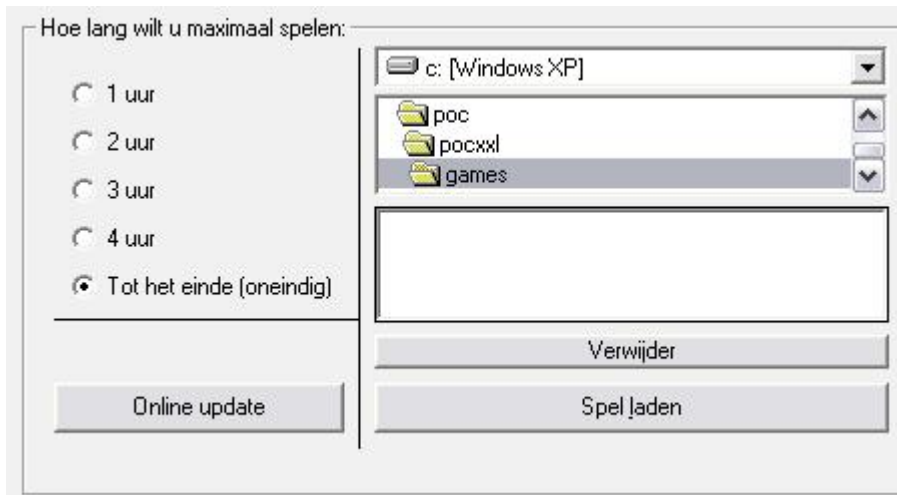 Hoe lang wilt u maximaal spelen:
1 uur
2 uur
3 uur
4 uur
Tot het einde (oneindig)
Online update
c: [Windows XP]
poc
pocxxl
games
Verwijder
Spel laden